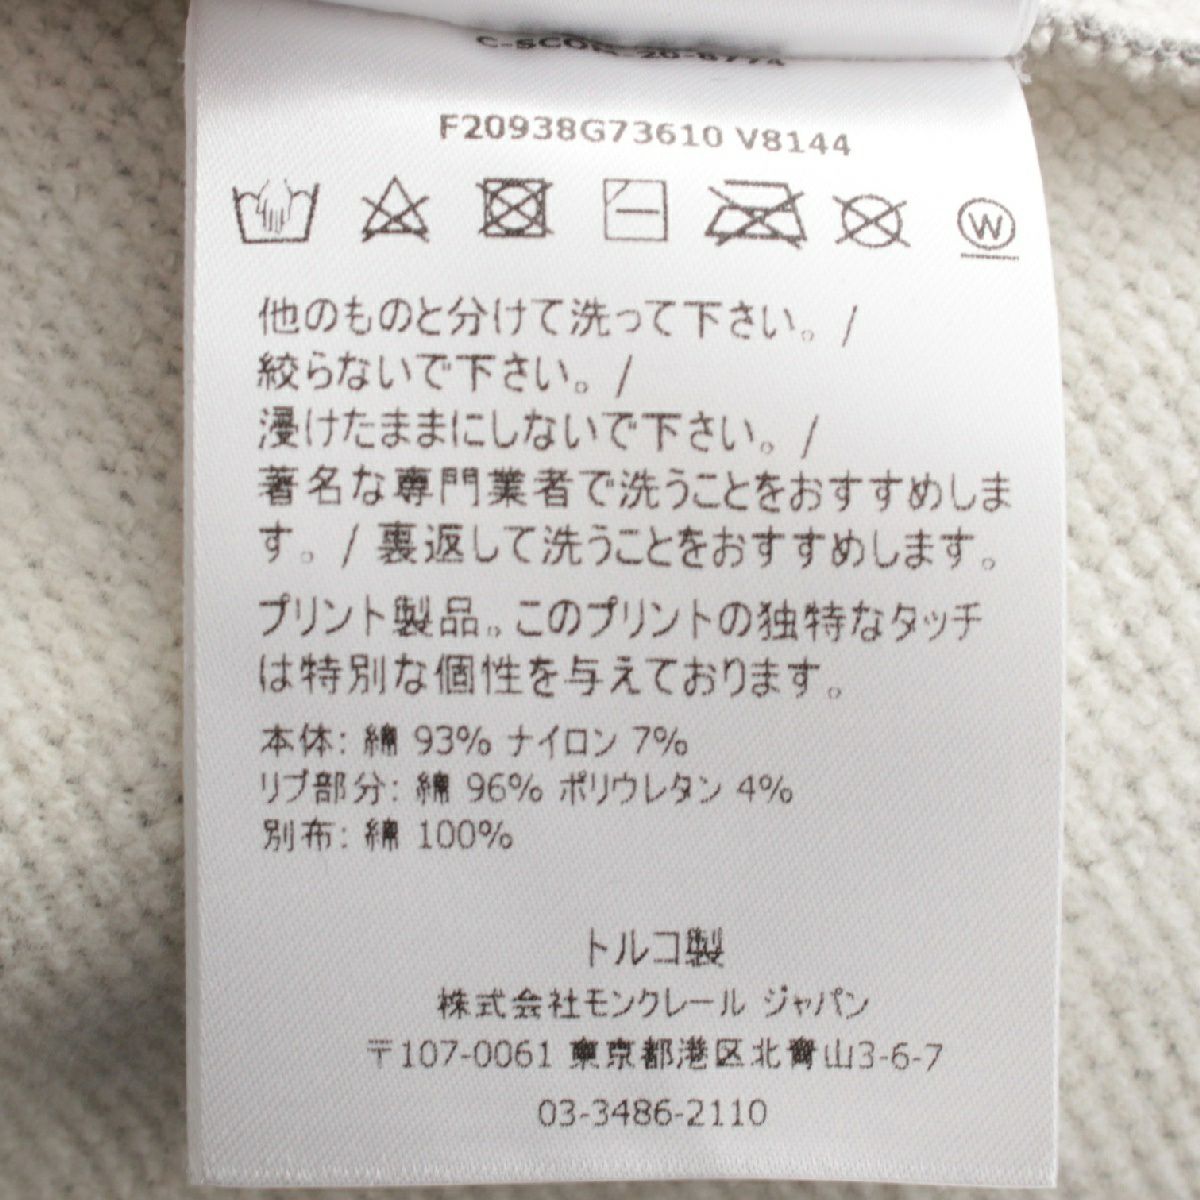 F20938G73610 V8144
W
他のものと分けて洗って下さい。/
絞らないで下さい。/
浸けたままにしないで下さい。/
著名な専門業者で洗うことをおすすめしま
す。/ 裏返して洗うことをおすすめします。
プリント製品。このプリントの独特なタッチ
は特別な個性を与えております。
本体: 綿 93% ナイロン 7%
リブ部分: 綿 96% ポリウレタン 4%
別布: 綿 100%
トルコ製
株式会社モンクレール ジャパン
〒107-0061 東京都港区北青山3-6-7
03-3486-2110